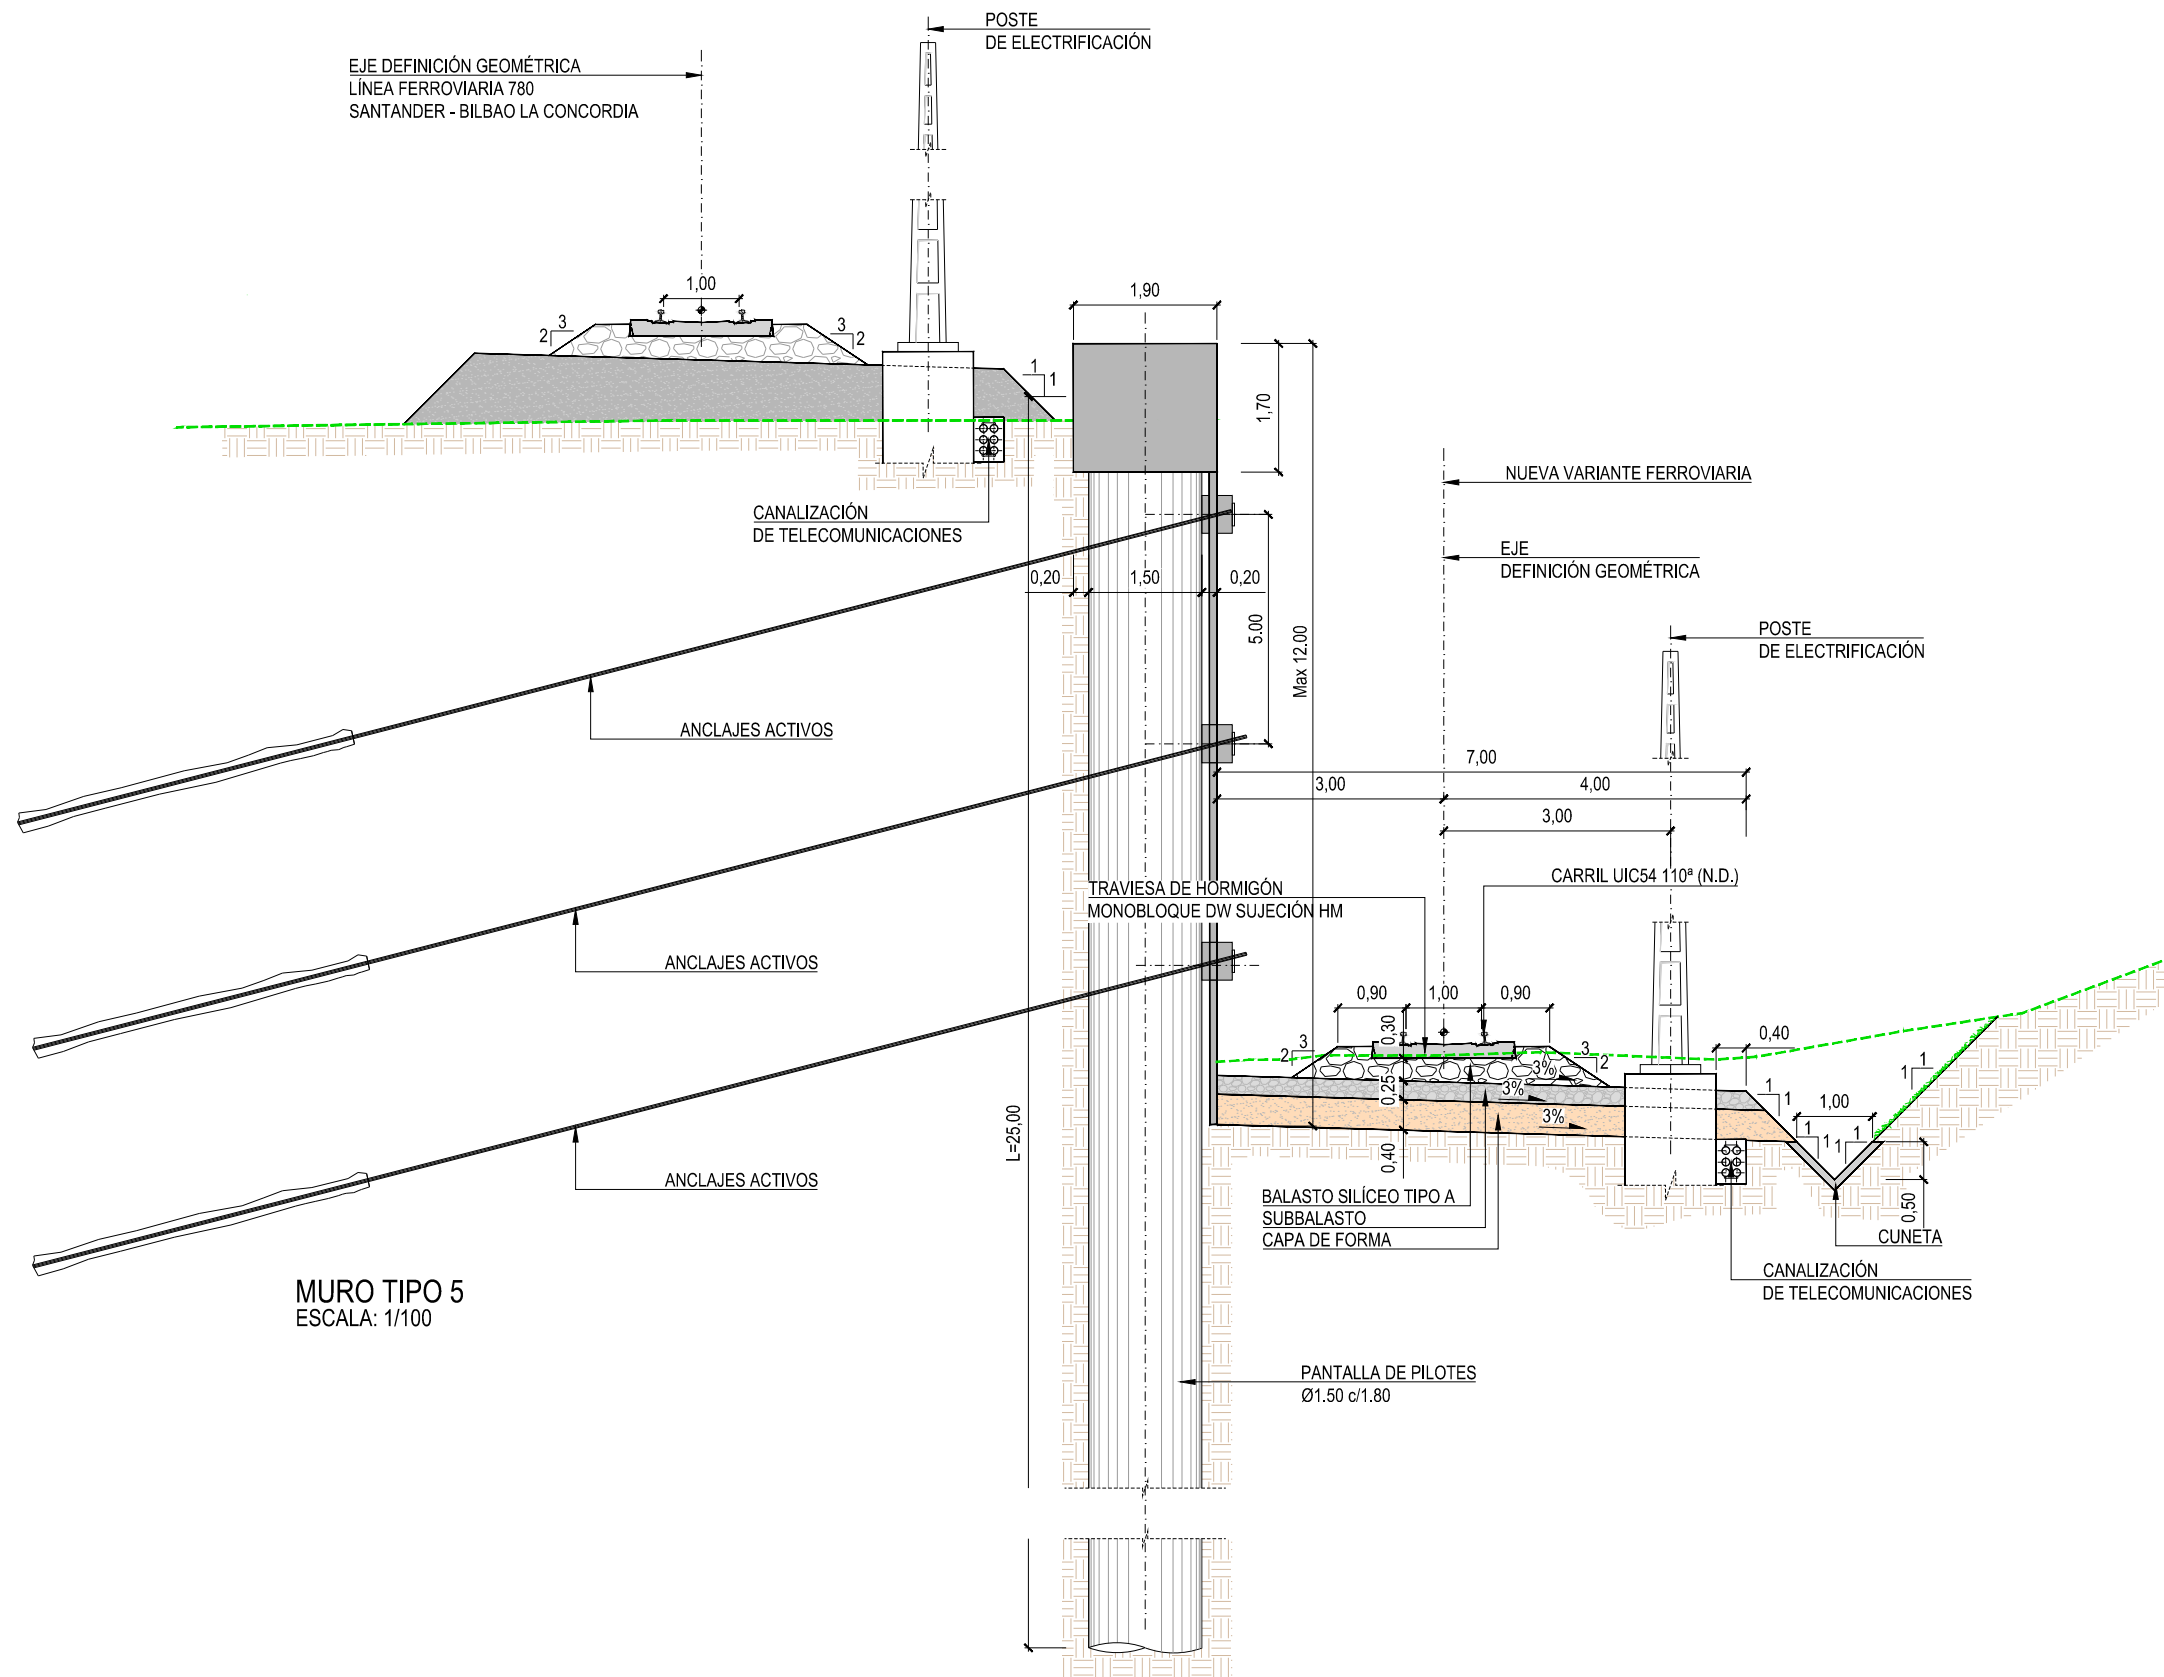 POSTE
DE ELECTRIFICACIÓN
EJE DEFINICIÓN GEOMÉTRICA
LÍNEA FERROVIARIA 780
SANTANDER - BILBAO LA CONCORDIA
1,00
1,90
3
2
3
2
1
1
1,70
NUEVA VARIANTE FERROVIARIA
CANALIZACIÓN
DE TELECOMUNICACIONES
EJE
DEFINICIÓN GEOMÉTRICA
0,20
1,50
0,20
5.00
Max 12.00
POSTE
DE ELECTRIFICACIÓN
ANCLAJES ACTIVOS
7,00
3,00
4,00
3,00
TRAVIESA DE HORMIGÓN
MONOBLOQUE DW SUJECIÓN HM
CARRIL UIC54 110ª (N.D.)
ANCLAJES ACTIVOS
0,90
1,00
0,90
0,30
0,40
3
2
3
2
3%
3%
3%
0,25
0,40
1
1
1,00
1
1
1
1
1
1
L=25,00
ANCLAJES ACTIVOS
BALASTO SILÍCEO TIPO A
SUBBALASTO
CAPA DE FORMA
0,50
CUNETA
CANALIZACIÓN
DE TELECOMUNICACIONES
MURO TIPO 5
ESCALA: 1/100
PANTALLA DE PILOTES
Ø1.50 c/1.80